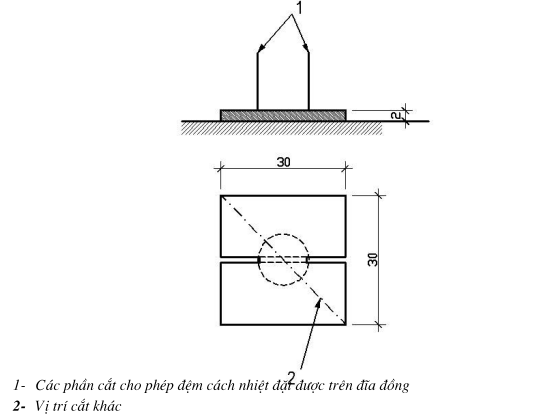 1
2
30
30
2
1- Các phần cắt cho phép đệm cách nhiệt đặt được trên đĩa đồng
2- Vị trí cắt khác